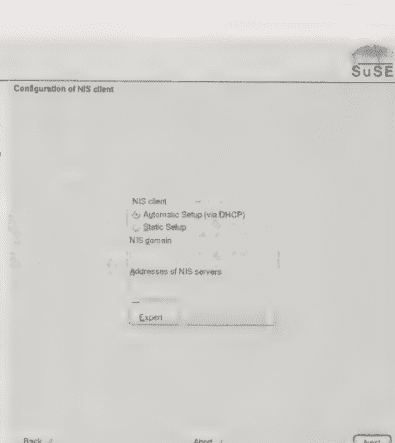 SuSE
Configuration of NIS client
NIS client
Automatic Setup (via DHCP)
Static Setup
NIS domain
Addresses of NIS servers
Expert
Back
Abort
Next